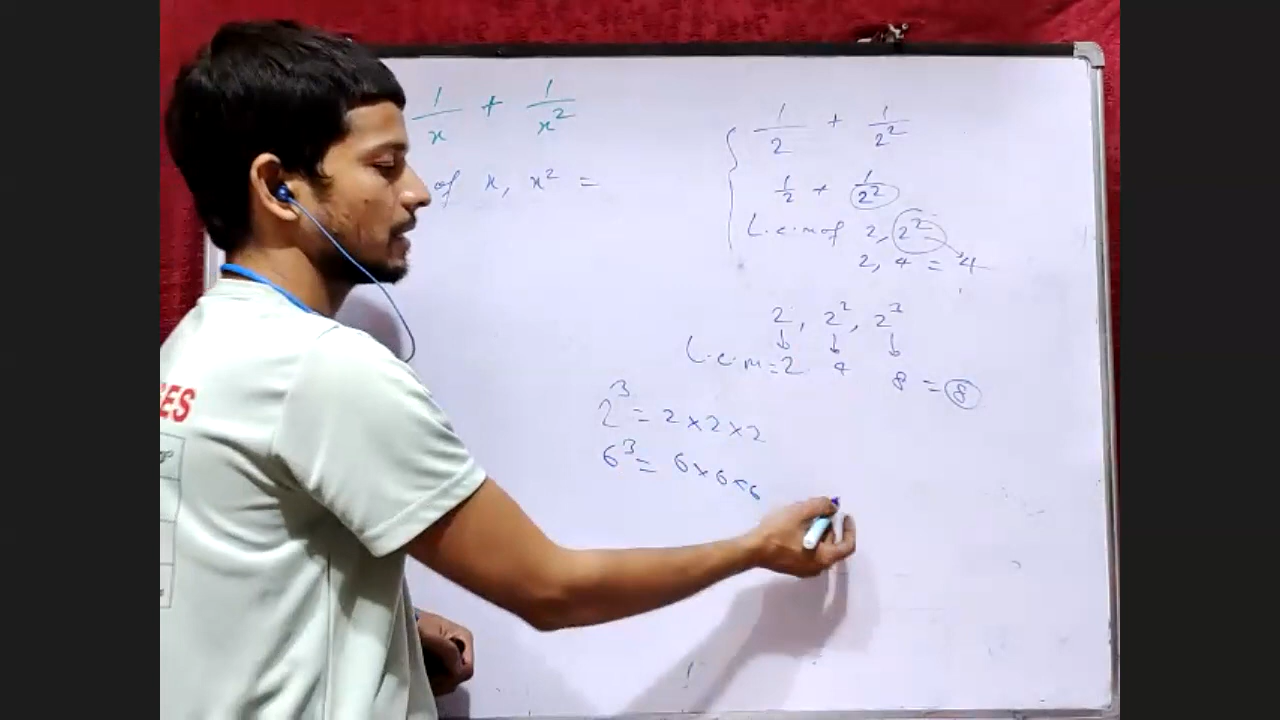 1/x + 1/x²
of x, x² =
1/2 + 1/2²
1/2 + 1/2²
L.c.m of 2, 2²
2, 4 = 4
2, 2², 2³
L.c.m = 2 4 8 = 8
2³ = 2 × 2 × 2
6³ = 6 × 6 × 6
SES